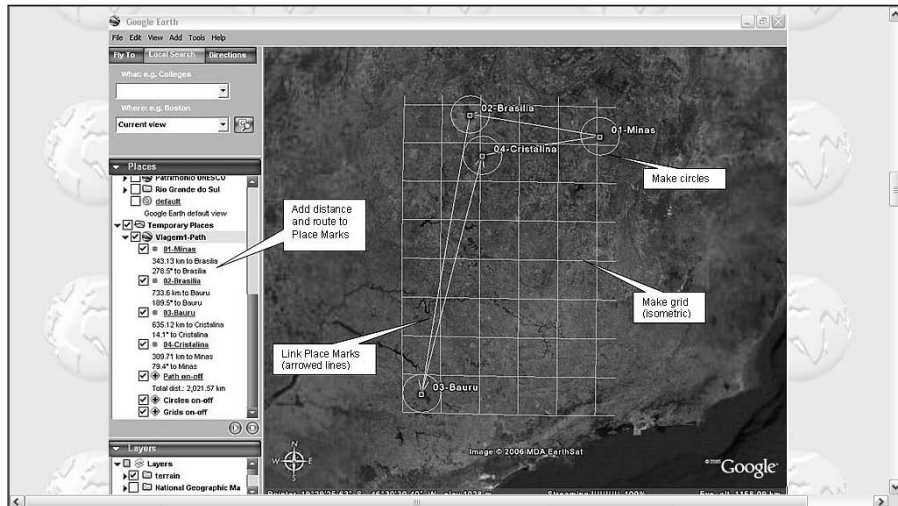 Google Earth
File Edit View Add Tools Help
Fly To Local Search Directions
What: e.g. Colleges
Where: e.g. Boston
Current view
Places
Patrimonio UNESCO
Rio Grande do Sul
default
Google Earth default view
Temporary Places
Viagem1-Path
01-Minas
343.13 km to Brasilia
278.5° to Brasilia
02-Brasilia
733.6 km to Bauru
189.5° to Bauru
03-Bauru
635.12 km to Cristalina
14.1° to Cristalina
04-Cristalina
309.71 km to Minas
79.4° to Minas
Path on-off
Total dist.: 2,021.57 km
Circles on-off
Grids on-off
Layers
Layers
terrain
National Geographic Ma
Add distance
and route to
Place Marks
02-Brasilia
01-Minas
04-Cristalina
Make circles
Make grid
(isometric)
Link Place Marks
(arrowed lines)
03-Bauru
N
W E
S
Image © 2006 MDA EarthSat
Google